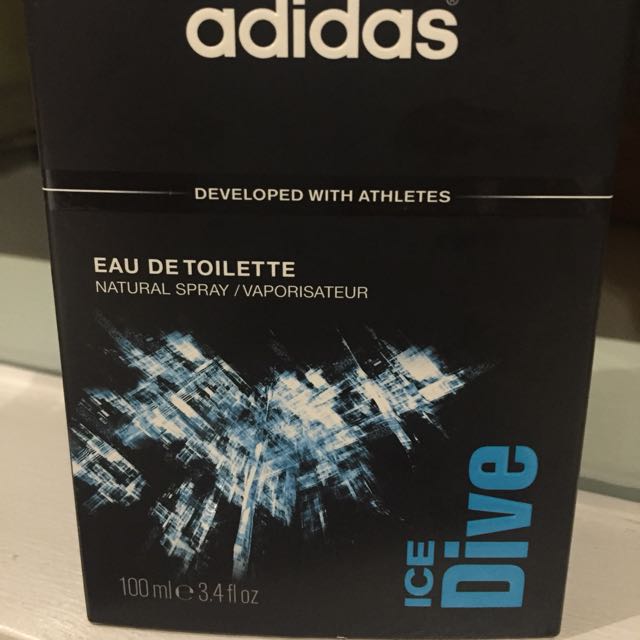 adidas®
DEVELOPED WITH ATHLETES
EAU DE TOILETTE
NATURAL SPRAY / VAPORISATEUR
ICE
Dive
100 ml e 3.4 fl oz